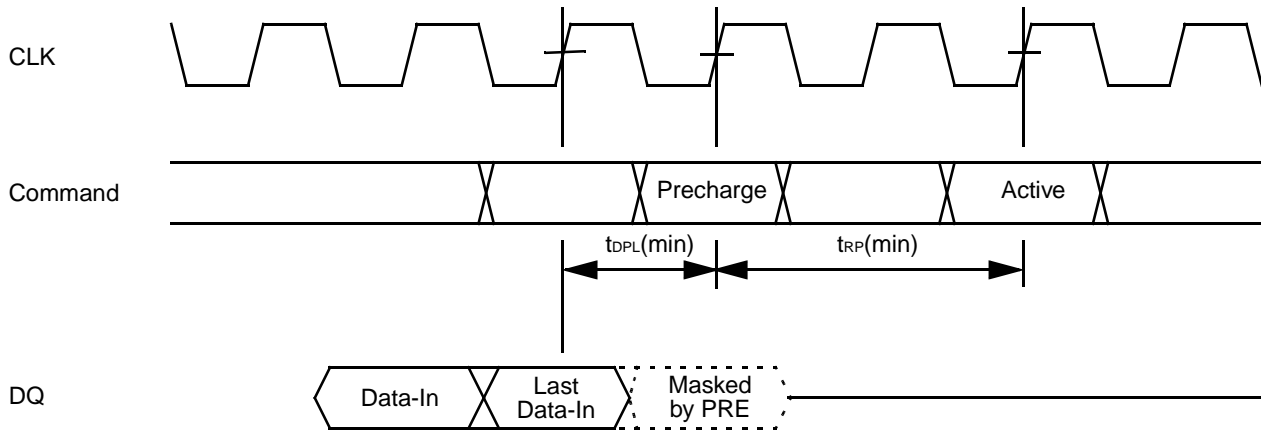 CLK
Command
Precharge
Active
tDPL(min)
tRP(min)
DQ
Data-In
Last
Data-In
Masked
by PRE